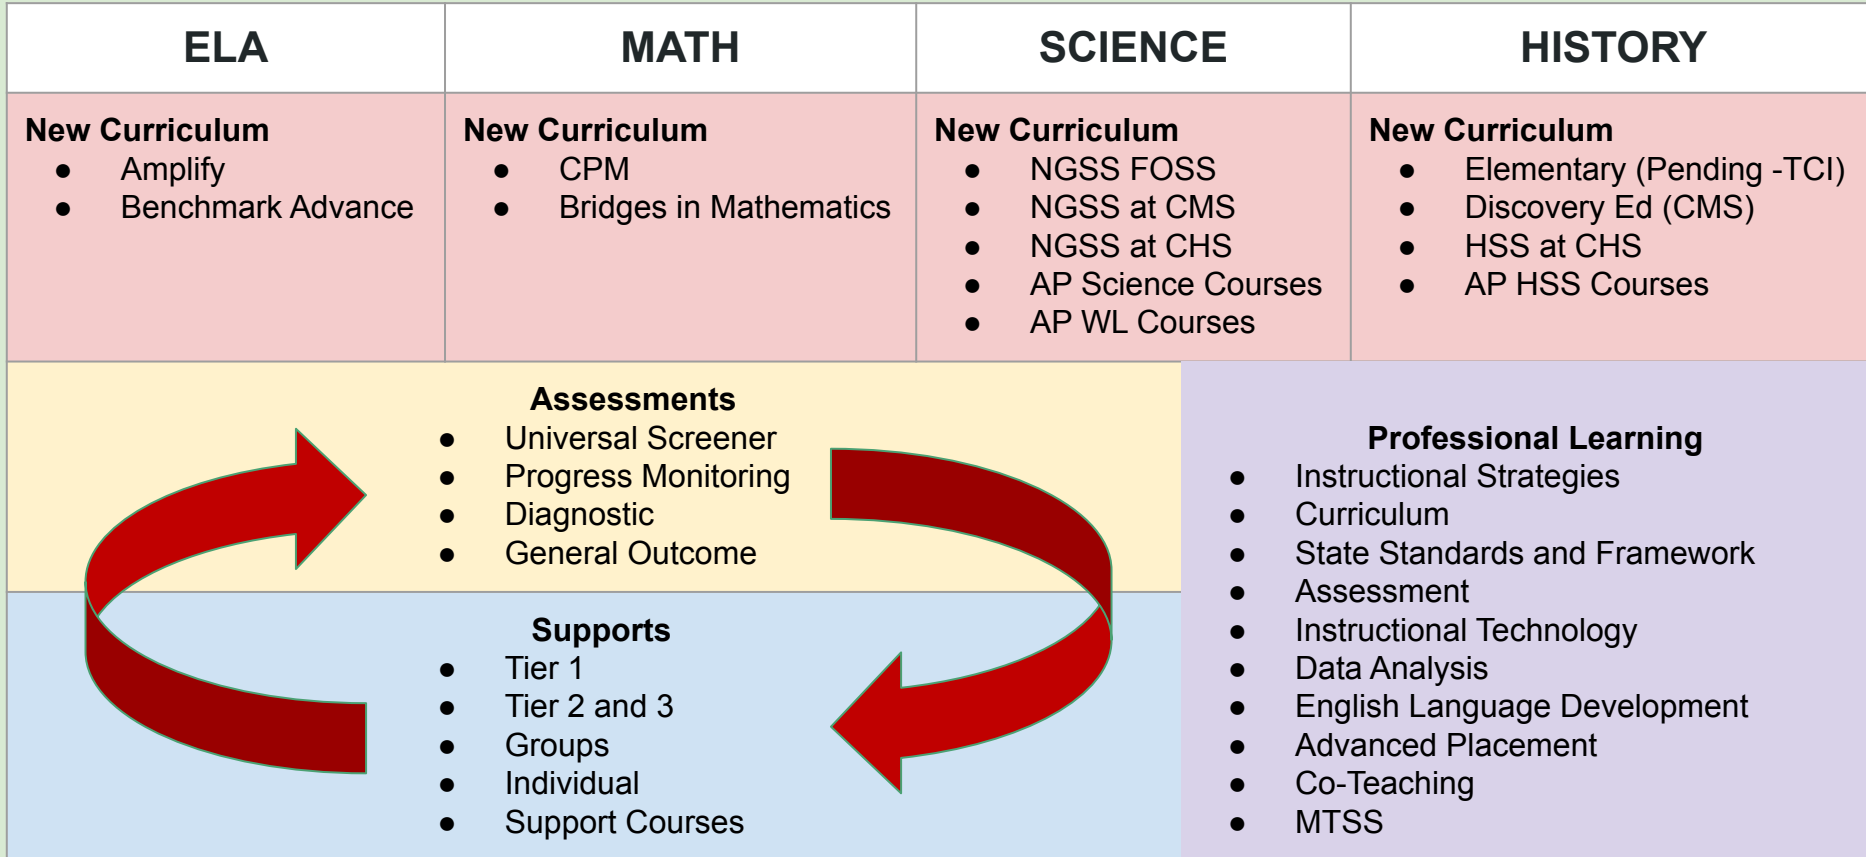 ELA
MATH
SCIENCE
HISTORY
New Curriculum
● Amplify
● Benchmark Advance
New Curriculum
● CPM
● Bridges in Mathematics
New Curriculum
● NGSS FOSS
● NGSS at CMS
● NGSS at CHS
● AP Science Courses
● AP WL Courses
New Curriculum
● Elementary (Pending -TCI)
● Discovery Ed (CMS)
● HSS at CHS
● AP HSS Courses
Assessments
● Universal Screener
● Progress Monitoring
● Diagnostic
● General Outcome
Supports
● Tier 1
● Tier 2 and 3
● Groups
● Individual
● Support Courses
Professional Learning
● Instructional Strategies
● Curriculum
● State Standards and Framework
● Assessment
● Instructional Technology
● Data Analysis
● English Language Development
● Advanced Placement
● Co-Teaching
● MTSS